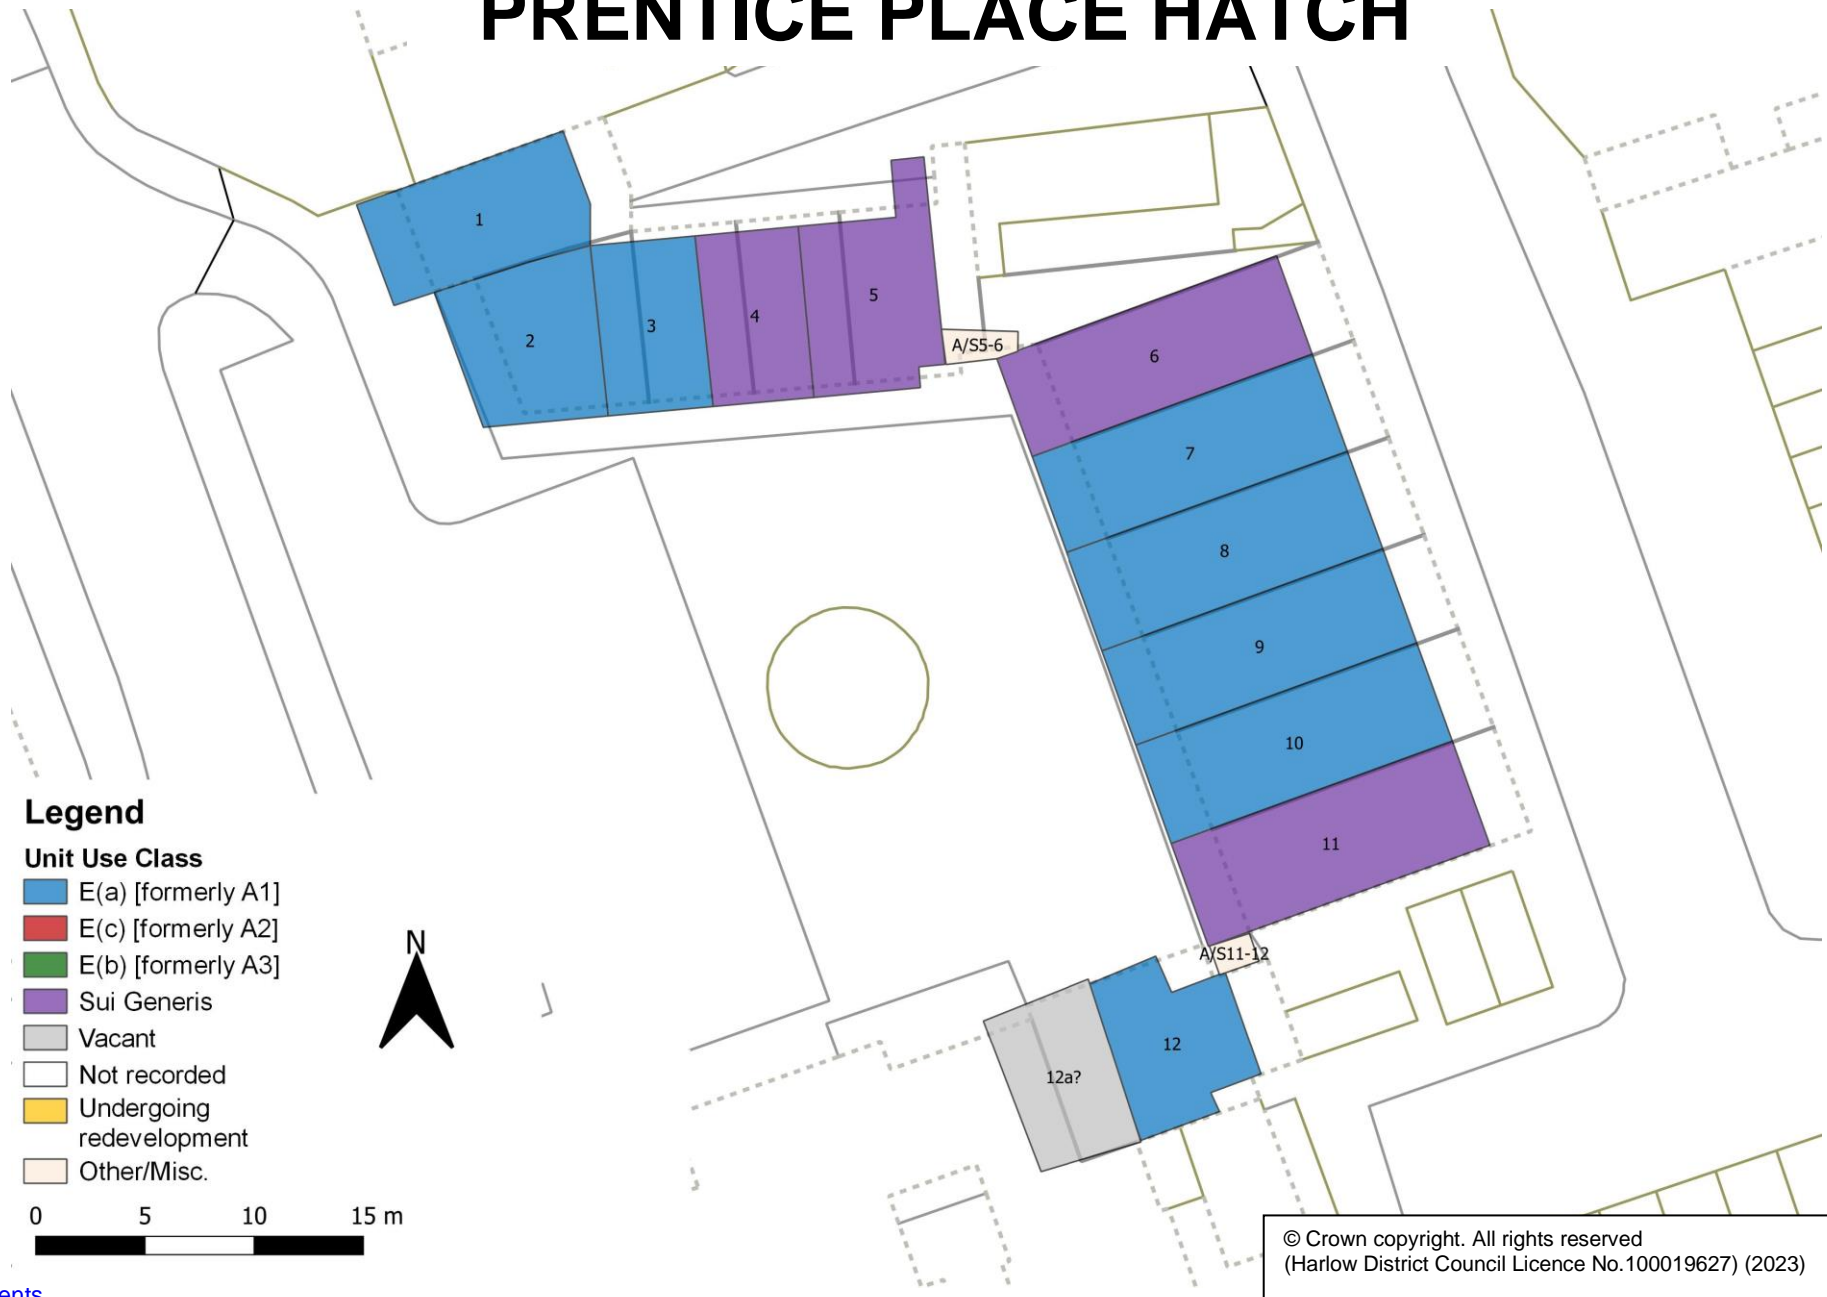 PRENTICE PLACE HATCH
1
2
3
4
5
A/S5-6
6
7
8
9
10
11
A/S11-12
12
12a?
Legend
Unit Use Class
E(a) [formerly A1]
E(c) [formerly A2]
E(b) [formerly A3]
Sui Generis
Vacant
Not recorded
Undergoing
redevelopment
Other/Misc.
N
0 5 10 15 m
© Crown copyright. All rights reserved
(Harlow District Council Licence No.100019627) (2023)
ents